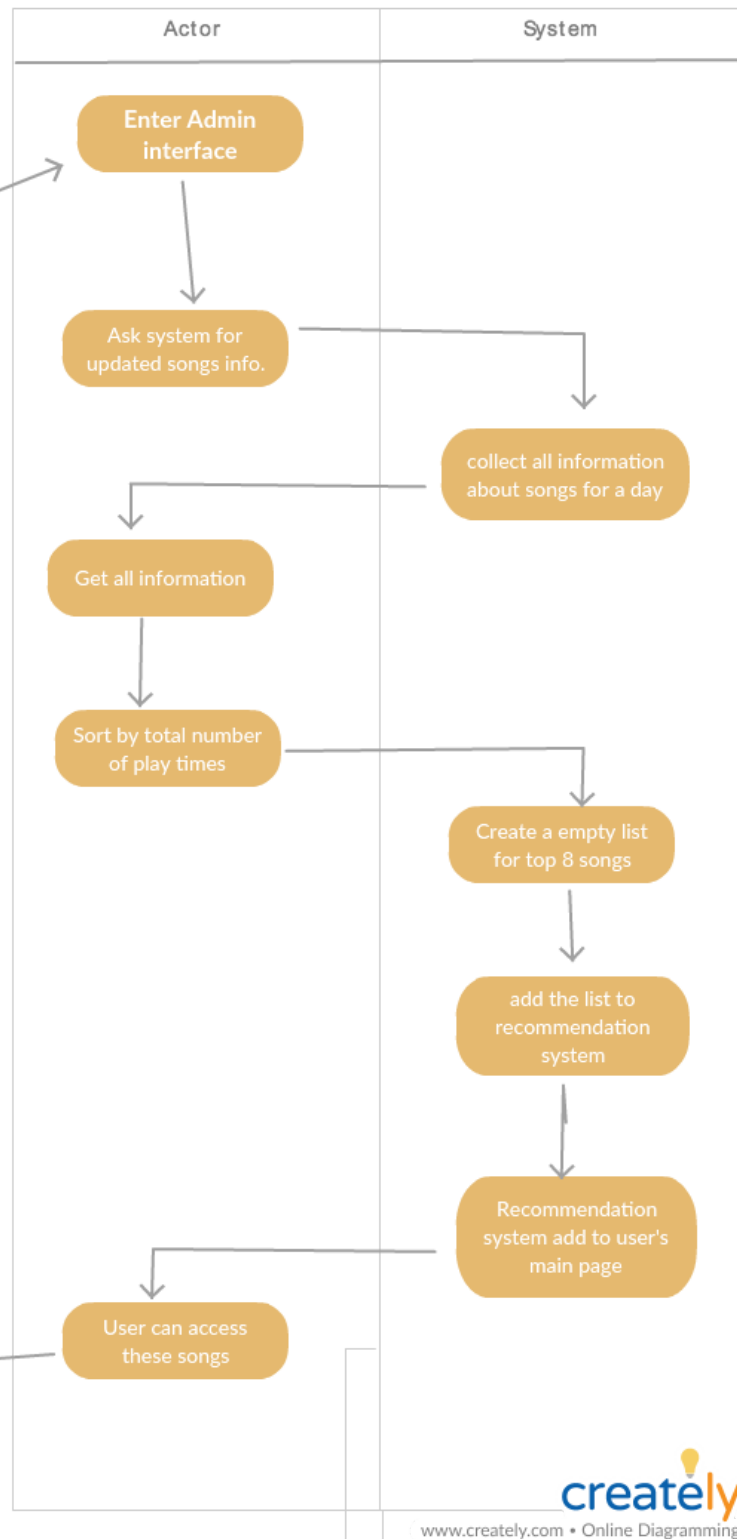 Actor
System
Enter Admin
interface
Ask system for
updated songs info.
collect all information
about songs for a day
Get all information
Sort by total number
of play times
Create a empty list
for top 8 songs
add the list to
recommendation
system
Recommendation
system add to user's
main page
User can access
these songs
creately
www.creately.com • Online Diagramming